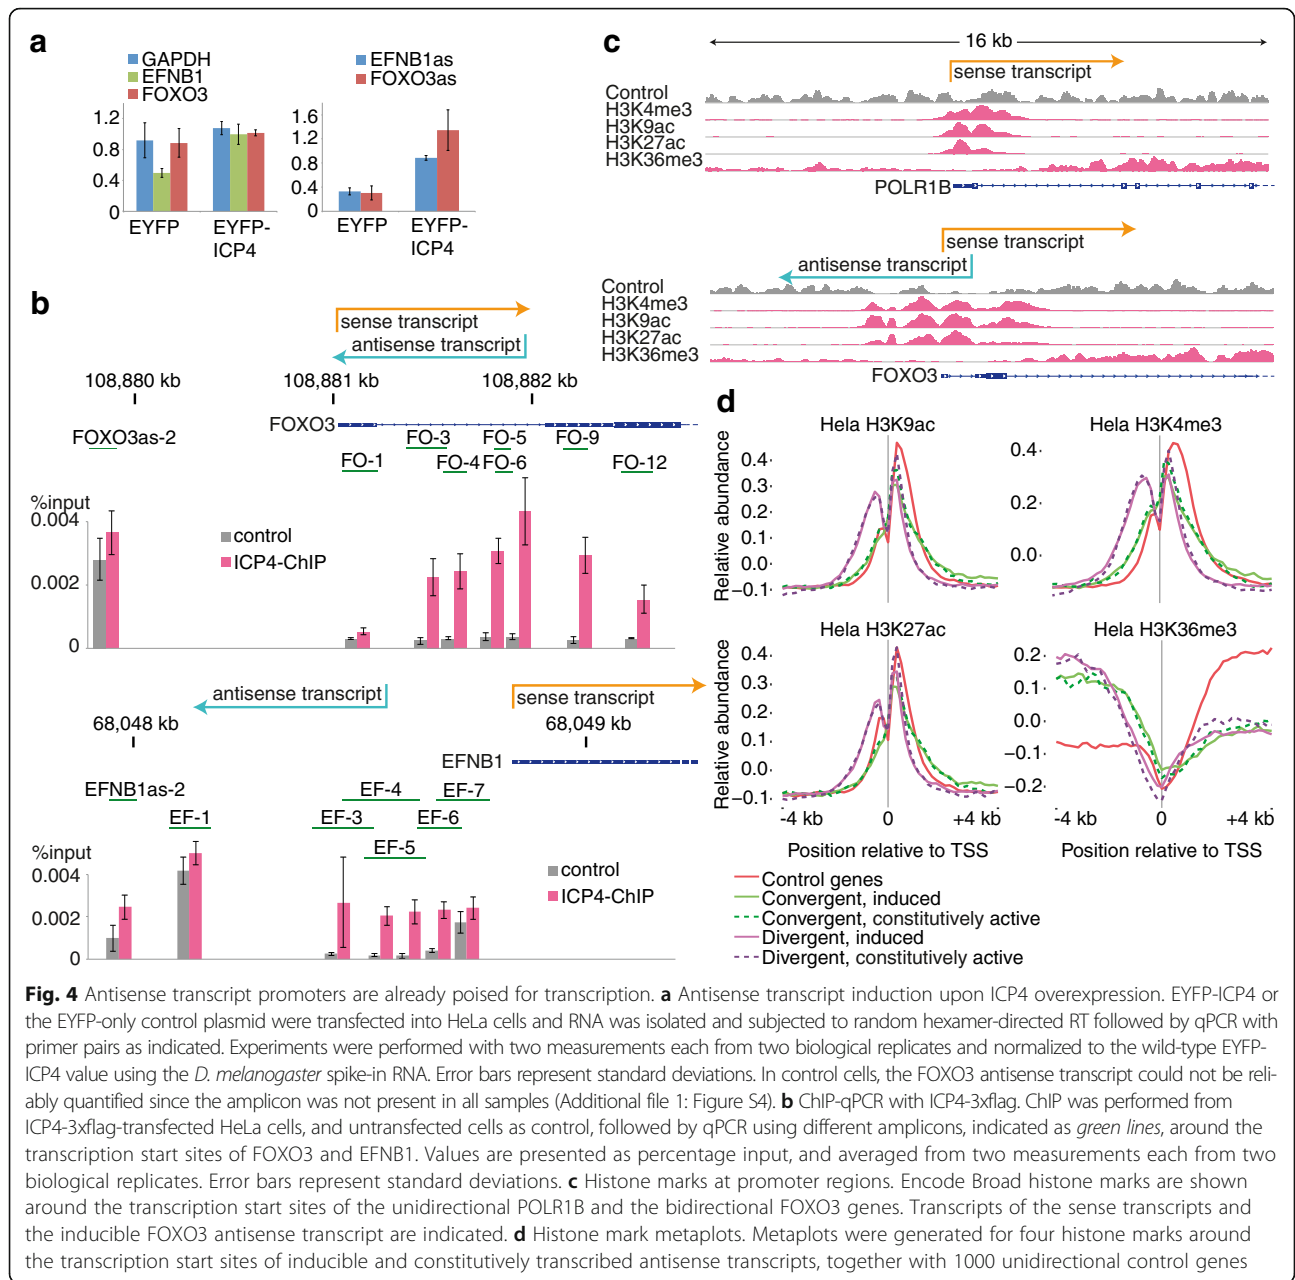 a
GAPDH
EFNB1
FOXO3
EFNB1as
FOXO3as
1.2
0.8
0.4
0
EYFP
EYFP-
ICP4
1.6
1.2
0.8
0.4
0
EYFP
EYFP-
ICP4
b
sense transcript
antisense transcript
108,880 kb
108,881 kb
108,882 kb
FOXO3
FOXO3as-2
FO-3
FO-5
FO-9
FO-1
FO-4
FO-6
FO-12
%input
0.004
0.002
0
control
ICP4-ChIP
antisense transcript
sense transcript
68,048 kb
68,049 kb
EFNB1
EFNB1as-2
EF-4
EF-7
EF-1
EF-3
EF-6
EF-5
%input
0.004
0.002
0
control
ICP4-ChIP
c
16 kb
sense transcript
Control
H3K4me3
H3K9ac
H3K27ac
H3K36me3
POLR1B
sense transcript
antisense transcript
Control
H3K4me3
H3K9ac
H3K27ac
H3K36me3
FOXO3
d
Hela H3K9ac
Relative abundance
0.4
0.3
0.2
0.1
0.0
−0.1
Hela H3K4me3
0.4
0.2
0.0
Hela H3K27ac
Relative abundance
0.4
0.3
0.2
0.1
0.0
−0.1
-4 kb
0
+4 kb
Position relative to TSS
Hela H3K36me3
0.2
0.1
0.0
−0.1
−0.2
-4 kb
0
+4 kb
Position relative to TSS
Control genes
Convergent, induced
Convergent, constitutively active
Divergent, induced
Divergent, constitutively active
Fig. 4 Antisense transcript promoters are already poised for transcription. a Antisense transcript induction upon ICP4 overexpression. EYFP-ICP4 or
the EYFP-only control plasmid were transfected into HeLa cells and RNA was isolated and subjected to random hexamer-directed RT followed by qPCR with
primer pairs as indicated. Experiments were performed with two measurements each from two biological replicates and normalized to the wild-type EYFP-
ICP4 value using the D. melanogaster spike-in RNA. Error bars represent standard deviations. In control cells, the FOXO3 antisense transcript could not be reli-
ably quantified since the amplicon was not present in all samples (Additional file 1: Figure S4). b ChIP-qPCR with ICP4-3xflag. ChIP was performed from
ICP4-3xflag-transfected HeLa cells, and untransfected cells as control, followed by qPCR using different amplicons, indicated as green lines, around the
transcription start sites of FOXO3 and EFNB1. Values are presented as percentage input, and averaged from two measurements each from two
biological replicates. Error bars represent standard deviations. c Histone marks at promoter regions. Encode Broad histone marks are shown
around the transcription start sites of the unidirectional POLR1B and the bidirectional FOXO3 genes. Transcripts of the sense transcripts and
the inducible FOXO3 antisense transcript are indicated. d Histone mark metaplots. Metaplots were generated for four histone marks around
the transcription start sites of inducible and constitutively transcribed antisense transcripts, together with 1000 unidirectional control genes